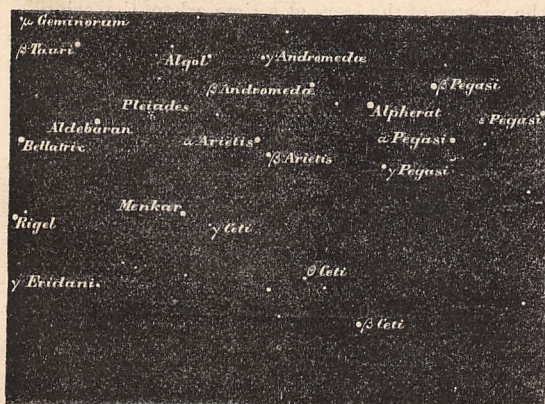 μ Geminorum
β Tauri
Algol
γ Andromedæ
β Andromedæ
β Pegasi
Pleiades
Alpherat
ε Pegasi
Aldebaran
Bellatrix
α Arietis
α Pegasi
β Arietis
γ Pegasi
Menkar
Rigel
γ Ceti
θ Ceti
γ Eridani
β Ceti